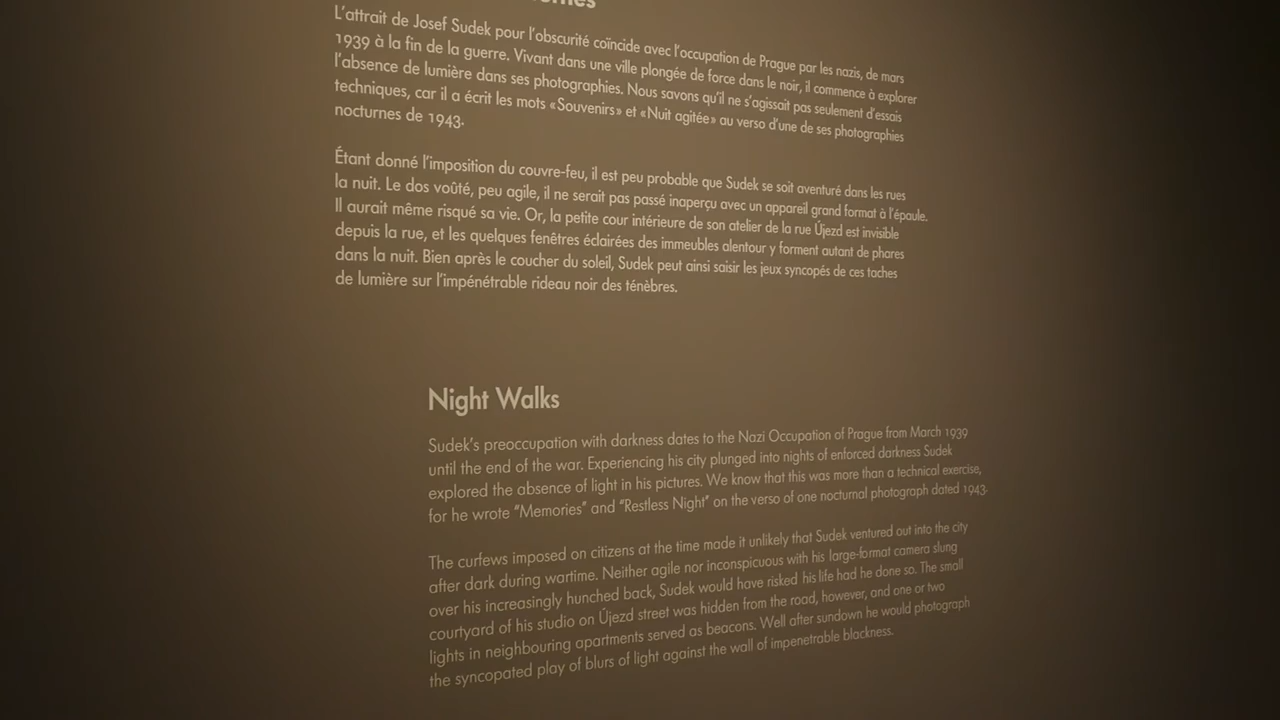 L'attrait de Josef Sudek pour l'obscurité coïncide avec l'occupation de Prague par les nazis, de mars
1939 à la fin de la guerre. Vivant dans une ville plongée de force dans le noir, il commence à explorer
l'absence de lumière dans ses photographies. Nous savons qu'il ne s'agissait pas seulement d'essais
techniques, car il a écrit les mots «Souvenirs» et «Nuit agitée» au verso d'une de ses photographies
nocturnes de 1943.
Étant donné l'imposition du couvre-feu, il est peu probable que Sudek se soit aventuré dans les rues
la nuit. Le dos voûté, peu agile, il ne serait pas passé inaperçu avec un appareil grand format à l'épaule.
Il aurait même risqué sa vie. Or, la petite cour intérieure de son atelier de la rue Újezd est invisible
depuis la rue, et les quelques fenêtres éclairées des immeubles alentour y forment autant de phares
dans la nuit. Bien après le coucher du soleil, Sudek peut ainsi saisir les jeux syncopés de ces taches
de lumière sur l'impénétrable rideau noir des ténèbres.
Night Walks
Sudek's preoccupation with darkness dates to the Nazi Occupation of Prague from March 1939
until the end of the war. Experiencing his city plunged into nights of enforced darkness Sudek
explored the absence of light in his pictures. We know that this was more than a technical exercise,
for he wrote "Memories" and "Restless Night" on the verso of one nocturnal photograph dated 1943.
The curfews imposed on citizens at the time made it unlikely that Sudek ventured out into the city
after dark during wartime. Neither agile nor inconspicuous with his large-format camera slung
over his increasingly hunched back, Sudek would have risked his life had he done so. The small
courtyard of his studio on Újezd street was hidden from the road, however, and one or two
lights in neighbouring apartments served as beacons. Well after sundown he would photograph
the syncopated play of blurs of light against the wall of impenetrable blackness.